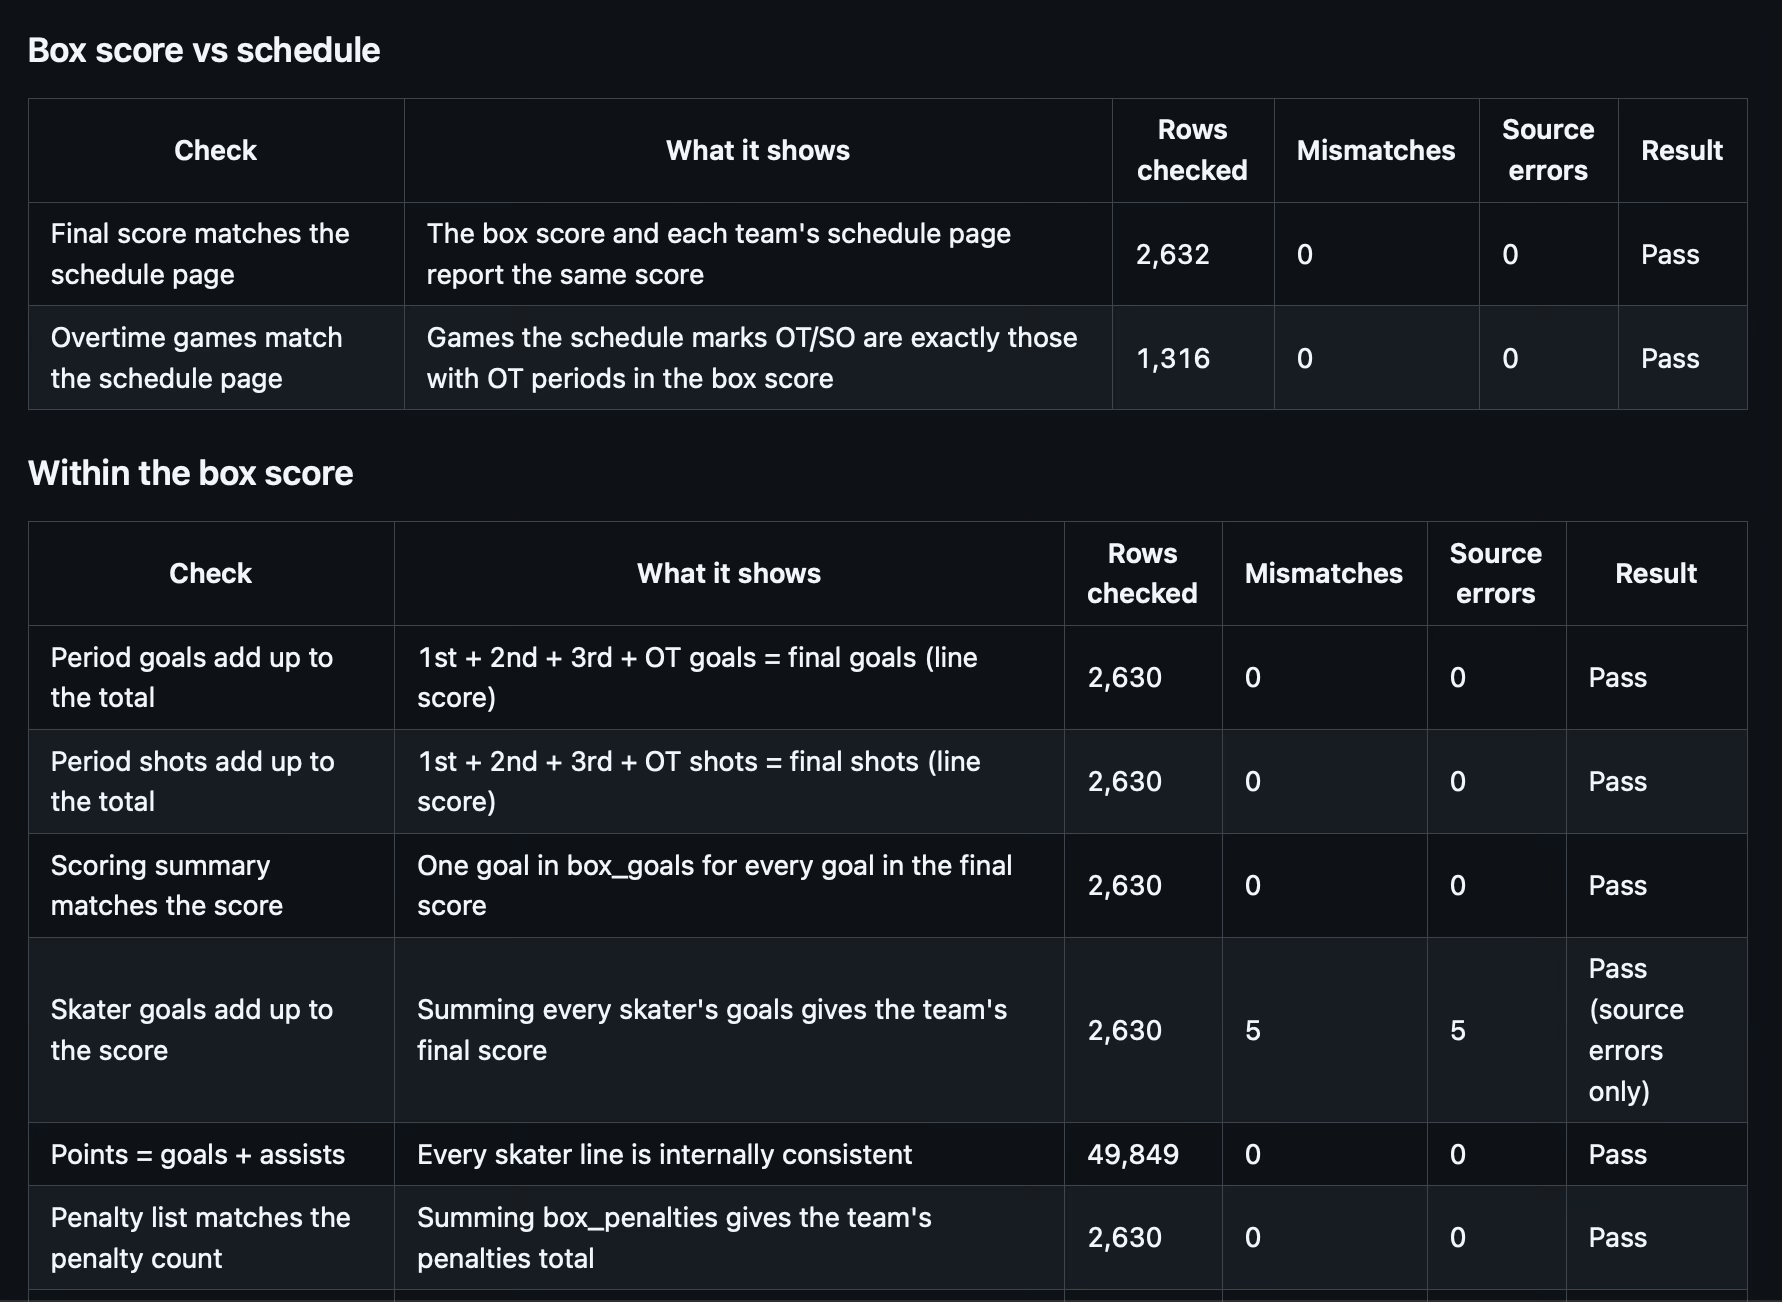 Box score vs schedule
Check
What it shows
Rows
checked
Mismatches
Source
errors
Result
Final score matches the
schedule page
The box score and each team's schedule page
report the same score
2,632
0
0
Pass
Overtime games match
the schedule page
Games the schedule marks OT/SO are exactly those
with OT periods in the box score
1,316
0
0
Pass
Within the box score
Check
What it shows
Rows
checked
Mismatches
Source
errors
Result
Period goals add up to
the total
1st + 2nd + 3rd + OT goals = final goals (line
score)
2,630
0
0
Pass
Period shots add up to
the total
1st + 2nd + 3rd + OT shots = final shots (line
score)
2,630
0
0
Pass
Scoring summary
matches the score
One goal in box_goals for every goal in the final
score
2,630
0
0
Pass
Skater goals add up to
the score
Summing every skater's goals gives the team's
final score
2,630
5
5
Pass
(source
errors
only)
Points = goals + assists
Every skater line is internally consistent
49,849
0
0
Pass
Penalty list matches the
penalty count
Summing box_penalties gives the team's
penalties total
2,630
0
0
Pass